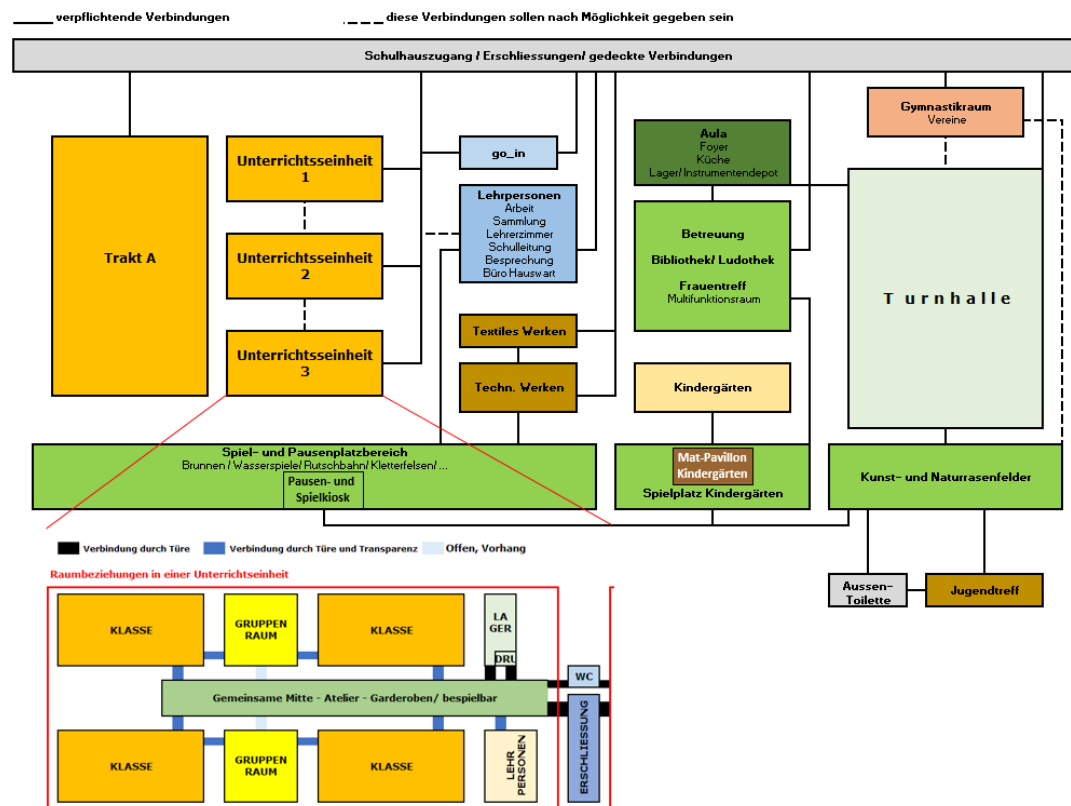 verpflichtende Verbindungen
diese Verbindungen sollen nach Möglichkeit gegeben sein
Schulhauszugang / Erschliessungen/ gedeckte Verbindungen
Trakt A
Unterrichtsseinheit
1
Unterrichtsseinheit
2
Unterrichtsseinheit
3
go_in
Lehrpersonen
Arbeit
Sammlung
Lehrerzimmer
Schulleitung
Besprechung
Büro Hauswart
Textiles Werken
Techn. Werken
Aula
Foyer
Küche
Lager/ Instrumentendepot
Betreuung
Bibliothek/ Ludothek
Frauentreff
Multifunktionsraum
Kindergärten
Gymnastikraum
Vereine
Turnhalle
Spiel- und Pausenplatzbereich
Brunnen / Wasserspiele/ Rutschbahn/ Kletterfelsen/ ...
Pausen- und
Spielkiosk
Mat-Pavillon
Kindergärten
Spielplatz Kindergärten
Kunst- und Naturrasenfelder
Aussen-
Toilette
Jugendtreff
Verbindung durch Türe
Verbindung durch Türe und Transparenz
Offen, Vorhang
Raumbeziehungen in einer Unterrichtseinheit
KLASSE
GRUPPEN
RAUM
KLASSE
LA
GER
DRU
WC
Gemeinsame Mitte - Atelier - Garderoben/ bespielbar
KLASSE
GRUPPEN
RAUM
KLASSE
LEHR
PERSONEN
ERSCHLIESSUNG